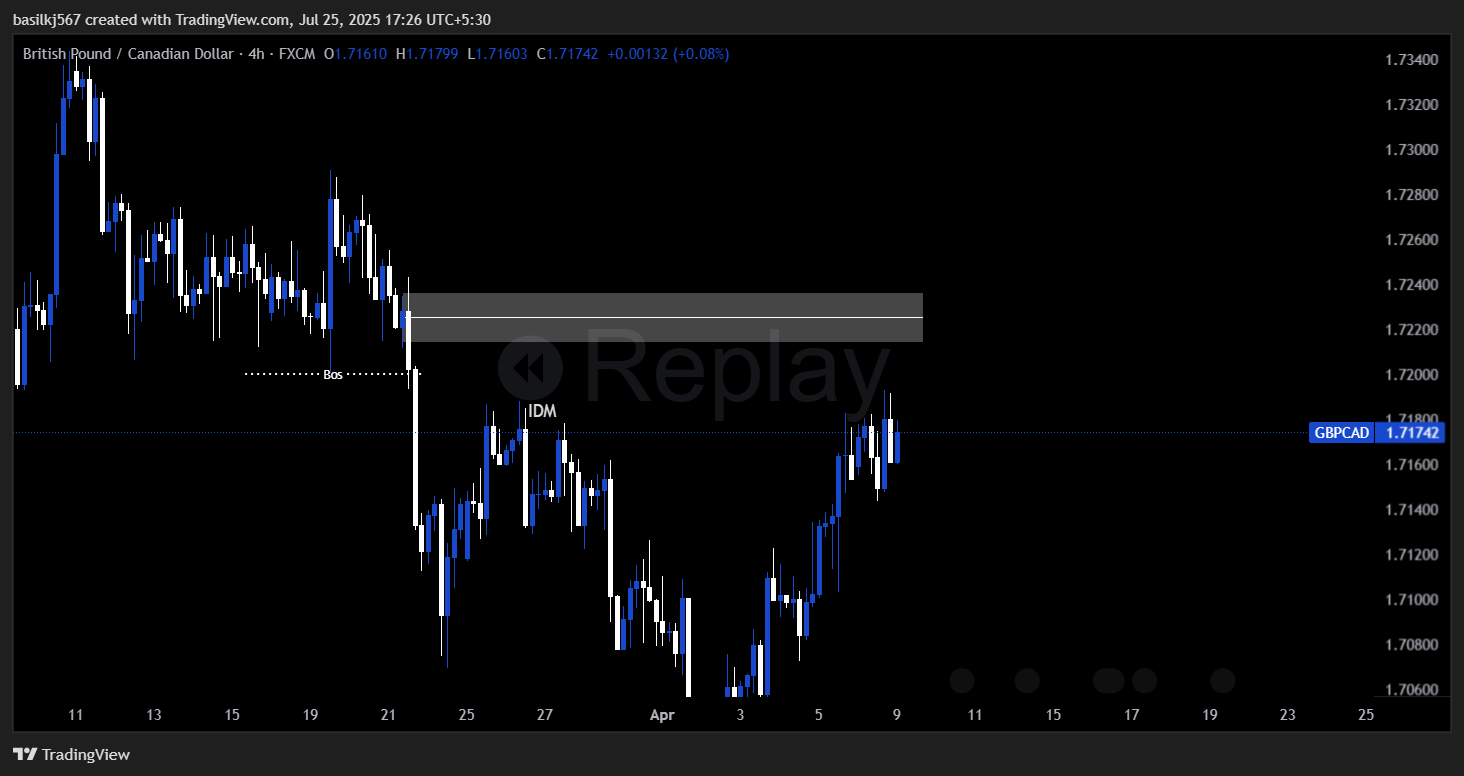 basilkj567 created with TradingView.com, Jul 25, 2025 17:26 UTC+5:30
British Pound / Canadian Dollar · 4h · FXCM O1.71610 H1.71799 L1.71603 C1.71742 +0.00132 (+0.08%)
1.73400
1.73200
1.73000
1.72800
1.72600
1.72400
1.72200
Replay
1.72000
Bos
IDM
1.71800
GBPCAD 1.71742
1.71600
1.71400
1.71200
1.71000
1.70800
1.70600
11 13 15 19 21 25 27 Apr 3 5 9 11 15 17 19 23 25
TradingView